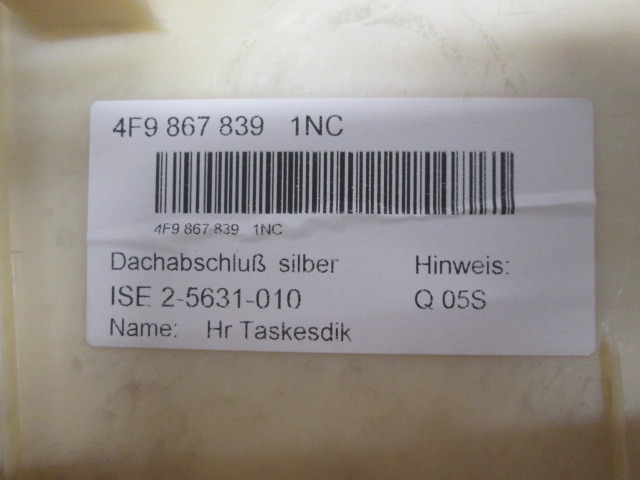 4F9 867 839 1NC
4F9 867 839 1NC
Dachabschluß silber Hinweis:
ISE 2-5631-010 Q 05S
Name: Hr Taskesdik